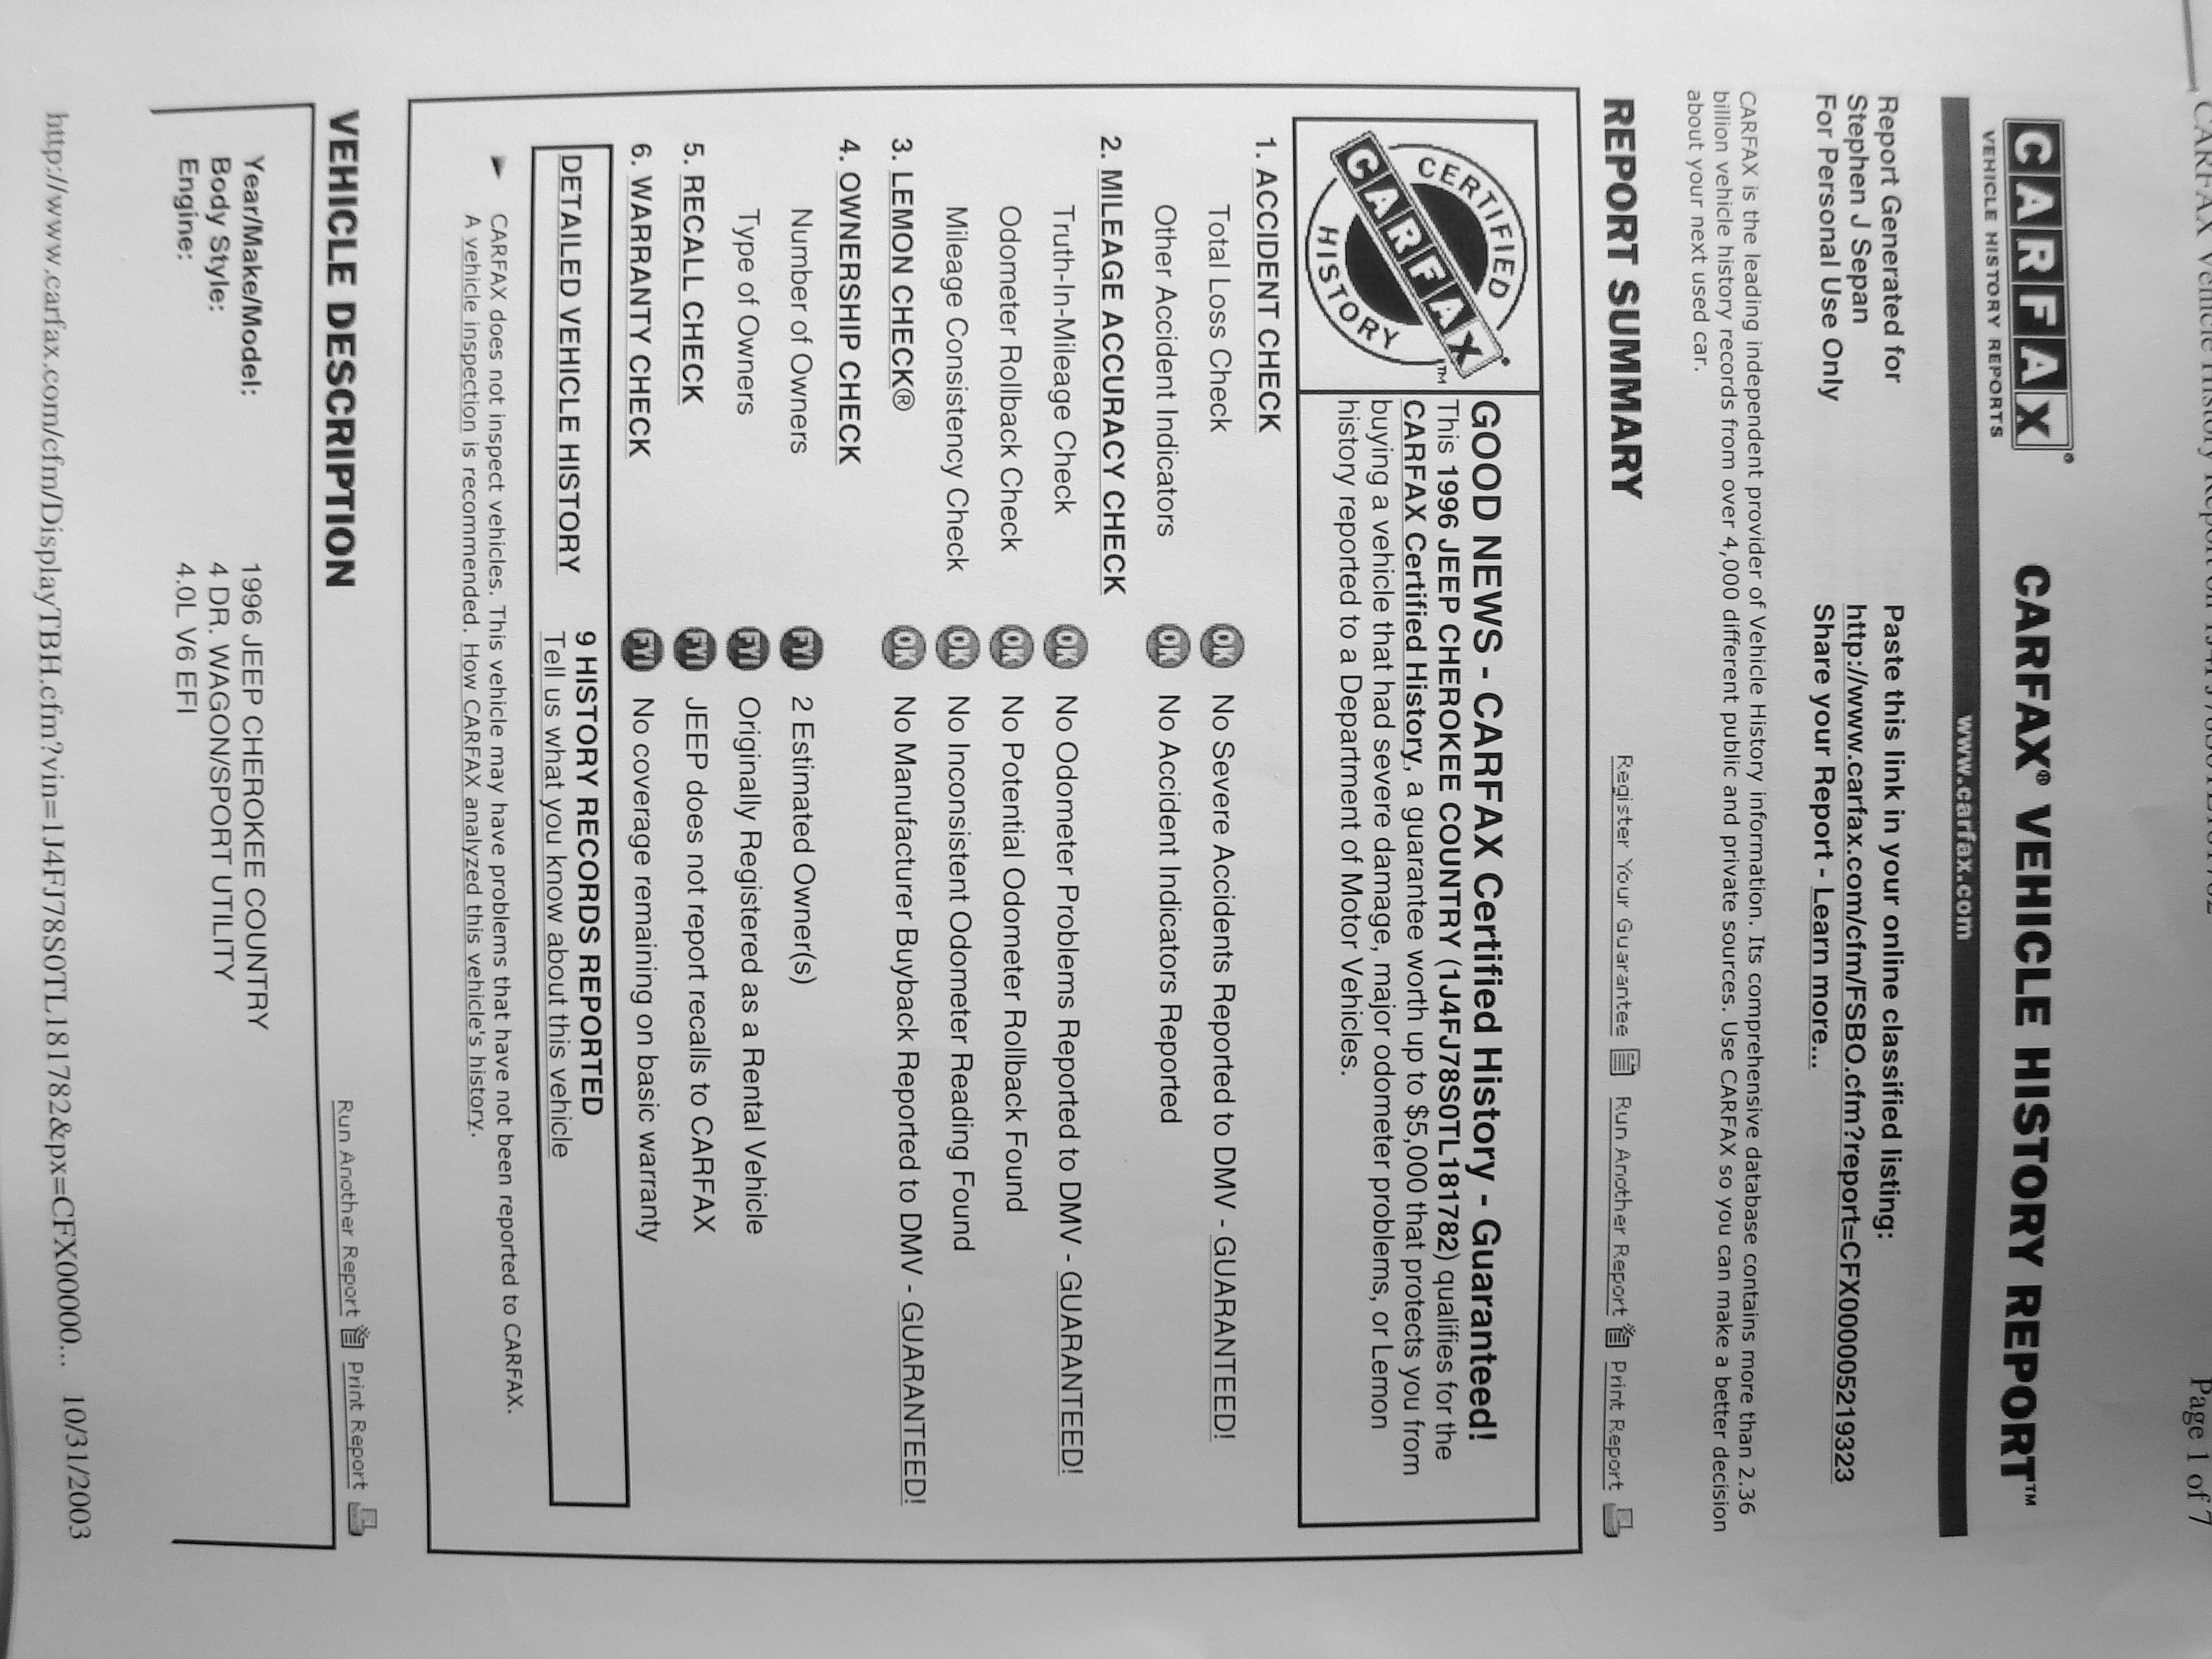 CARFAX Vehicle History Report on 1J4FJ78S0TL181782 Page 1 of 7
CARFAX® CARFAX® VEHICLE HISTORY REPORT™
VEHICLE HISTORY REPORTS
www.carfax.com
Report Generated for
Stephen J Sepan
For Personal Use Only
Paste this link in your online classified listing:
http://www.carfax.com/cfm/FSBO.cfm?report=CFX0000005219323
Share your Report - Learn more...
CARFAX is the leading independent provider of Vehicle History information. Its comprehensive database contains more than 2.36
billion vehicle history records from over 4,000 different public and private sources. Use CARFAX so you can make a better decision
about your next used car.
REPORT SUMMARY Register Your Guarantee Run Another Report Print Report
CERTIFIED
CARFAX
HISTORY
TM
GOOD NEWS - CARFAX Certified History - Guaranteed!
This 1996 JEEP CHEROKEE COUNTRY (1J4FJ78S0TL181782) qualifies for the
CARFAX Certified History, a guarantee worth up to $5,000 that protects you from
buying a vehicle that had severe damage, major odometer problems, or Lemon
history reported to a Department of Motor Vehicles.
1. ACCIDENT CHECK
Total Loss Check OK No Severe Accidents Reported to DMV - GUARANTEED!
Other Accident Indicators OK No Accident Indicators Reported
2. MILEAGE ACCURACY CHECK
Truth-In-Mileage Check OK No Odometer Problems Reported to DMV - GUARANTEED!
Odometer Rollback Check OK No Potential Odometer Rollback Found
Mileage Consistency Check OK No Inconsistent Odometer Reading Found
3. LEMON CHECK® OK No Manufacturer Buyback Reported to DMV - GUARANTEED!
4. OWNERSHIP CHECK
Number of Owners FYI 2 Estimated Owner(s)
Type of Owners FYI Originally Registered as a Rental Vehicle
5. RECALL CHECK FYI JEEP does not report recalls to CARFAX
6. WARRANTY CHECK FYI No coverage remaining on basic warranty
DETAILED VEHICLE HISTORY 9 HISTORY RECORDS REPORTED
Tell us what you know about this vehicle
CARFAX does not inspect vehicles. This vehicle may have problems that have not been reported to CARFAX.
A vehicle inspection is recommended. How CARFAX analyzed this vehicle's history.
VEHICLE DESCRIPTION Run Another Report Print Report
Year/Make/Model: 1996 JEEP CHEROKEE COUNTRY
Body Style: 4 DR. WAGON/SPORT UTILITY
Engine: 4.0L V6 EFI
http://www.carfax.com/cfm/DisplayTBH.cfm?vin=1J4FJ78S0TL181782&px=CFX00000... 10/31/2003